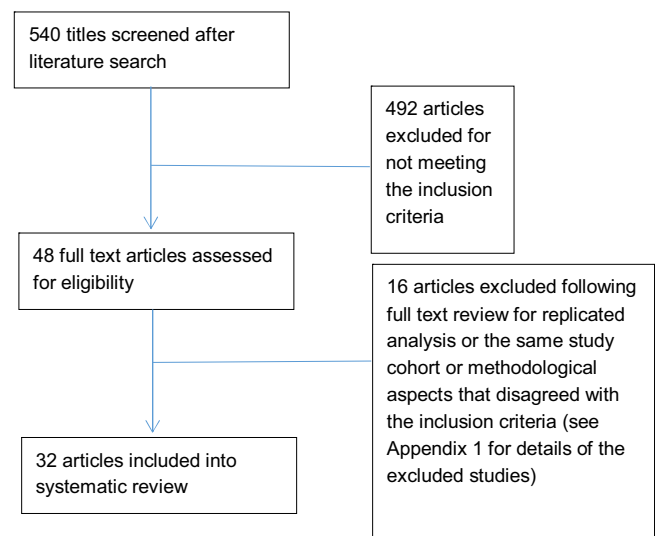 540 titles screened after
literature search
492 articles
excluded for
not meeting
the inclusion
criteria
48 full text articles assessed
for eligibility
16 articles excluded following
full text review for replicated
analysis or the same study
cohort or methodological
aspects that disagreed with
the inclusion criteria (see
Appendix 1 for details of the
excluded studies)
32 articles included into
systematic review